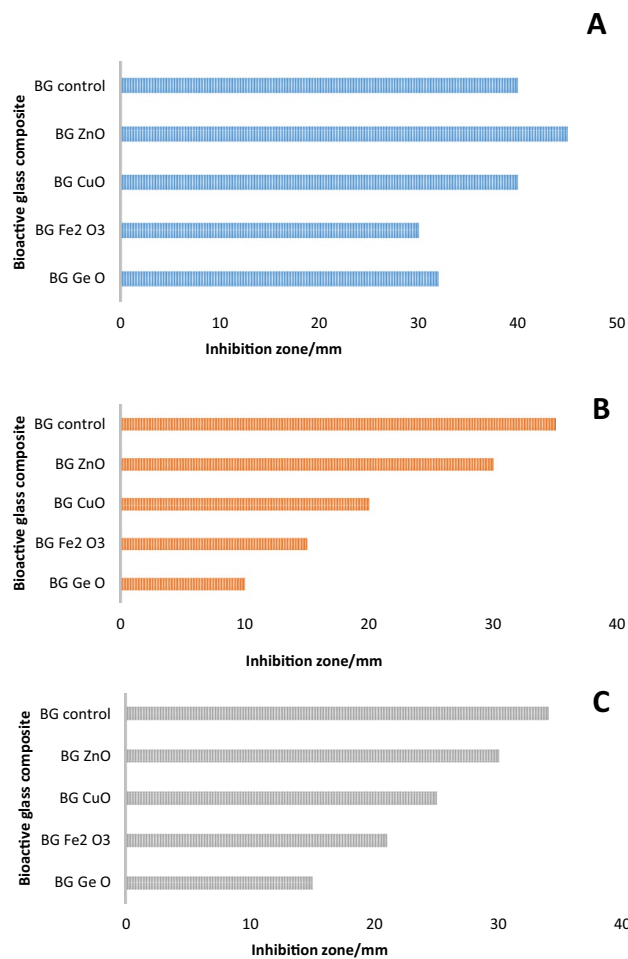 A
Bioactive glass composite
BG control
BG ZnO
BG CuO
BG Fe2 O3
BG Ge O
0 10 20 30 40 50
Inhibition zone/mm
B
Bioactive glass composite
BG control
BG ZnO
BG CuO
BG Fe2 O3
BG Ge O
0 10 20 30 40
Inhibition zone/mm
C
Bioactive glass composite
BG control
BG ZnO
BG CuO
BG Fe2 O3
BG Ge O
0 10 20 30 40
Inhibition zone/mm